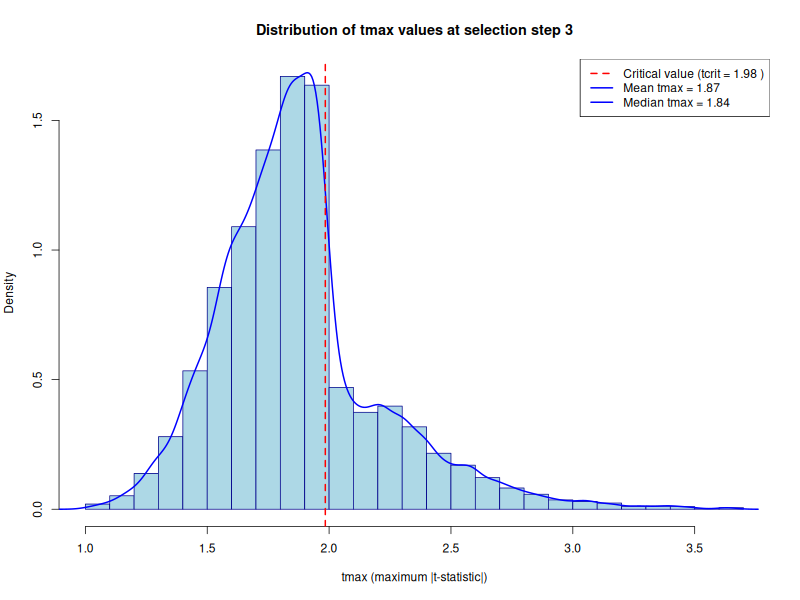 Distribution of tmax values at selection step 3
Critical value (tcrit = 1.98 )
Mean tmax = 1.87
Median tmax = 1.84
Density
1.5
1.0
0.5
0.0
1.0 1.5 2.0 2.5 3.0 3.5
tmax (maximum |t-statistic|)